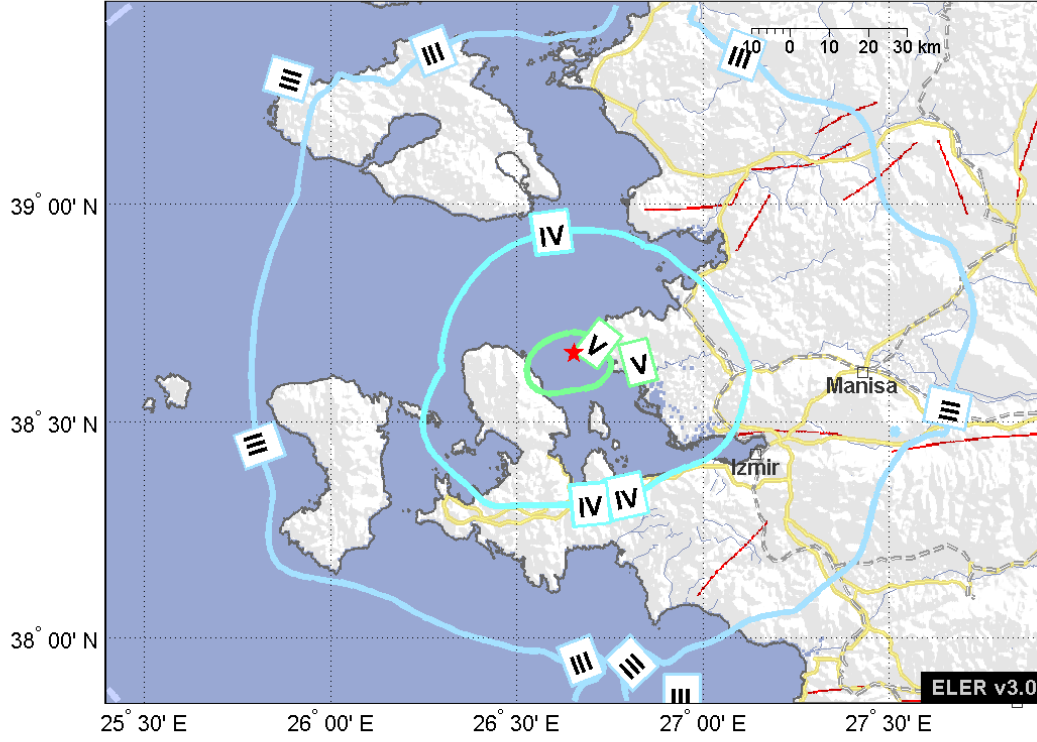 10 0 10 20 30 km
III
III
III
39° 00' N
IV
V
V
Manisa
38° 30' N
III
III
Izmir
IV
IV
38° 00' N
III
III
III
ELER v3.0
25° 30' E
26° 00' E
26° 30' E
27° 00' E
27° 30' E